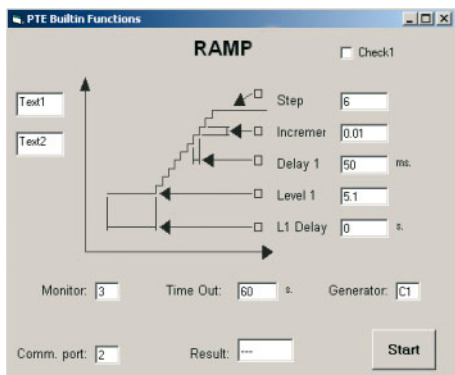 PTE Builtin Functions
RAMP
Check1
Text1
Text2
Step 6
Incremer 0.01
Delay 1 50 ms.
Level 1 5.1
L1 Delay 0 s.
Monitor: 3 Time Out: 60 s. Generator: C1
Comm. port: 2 Result: --- Start